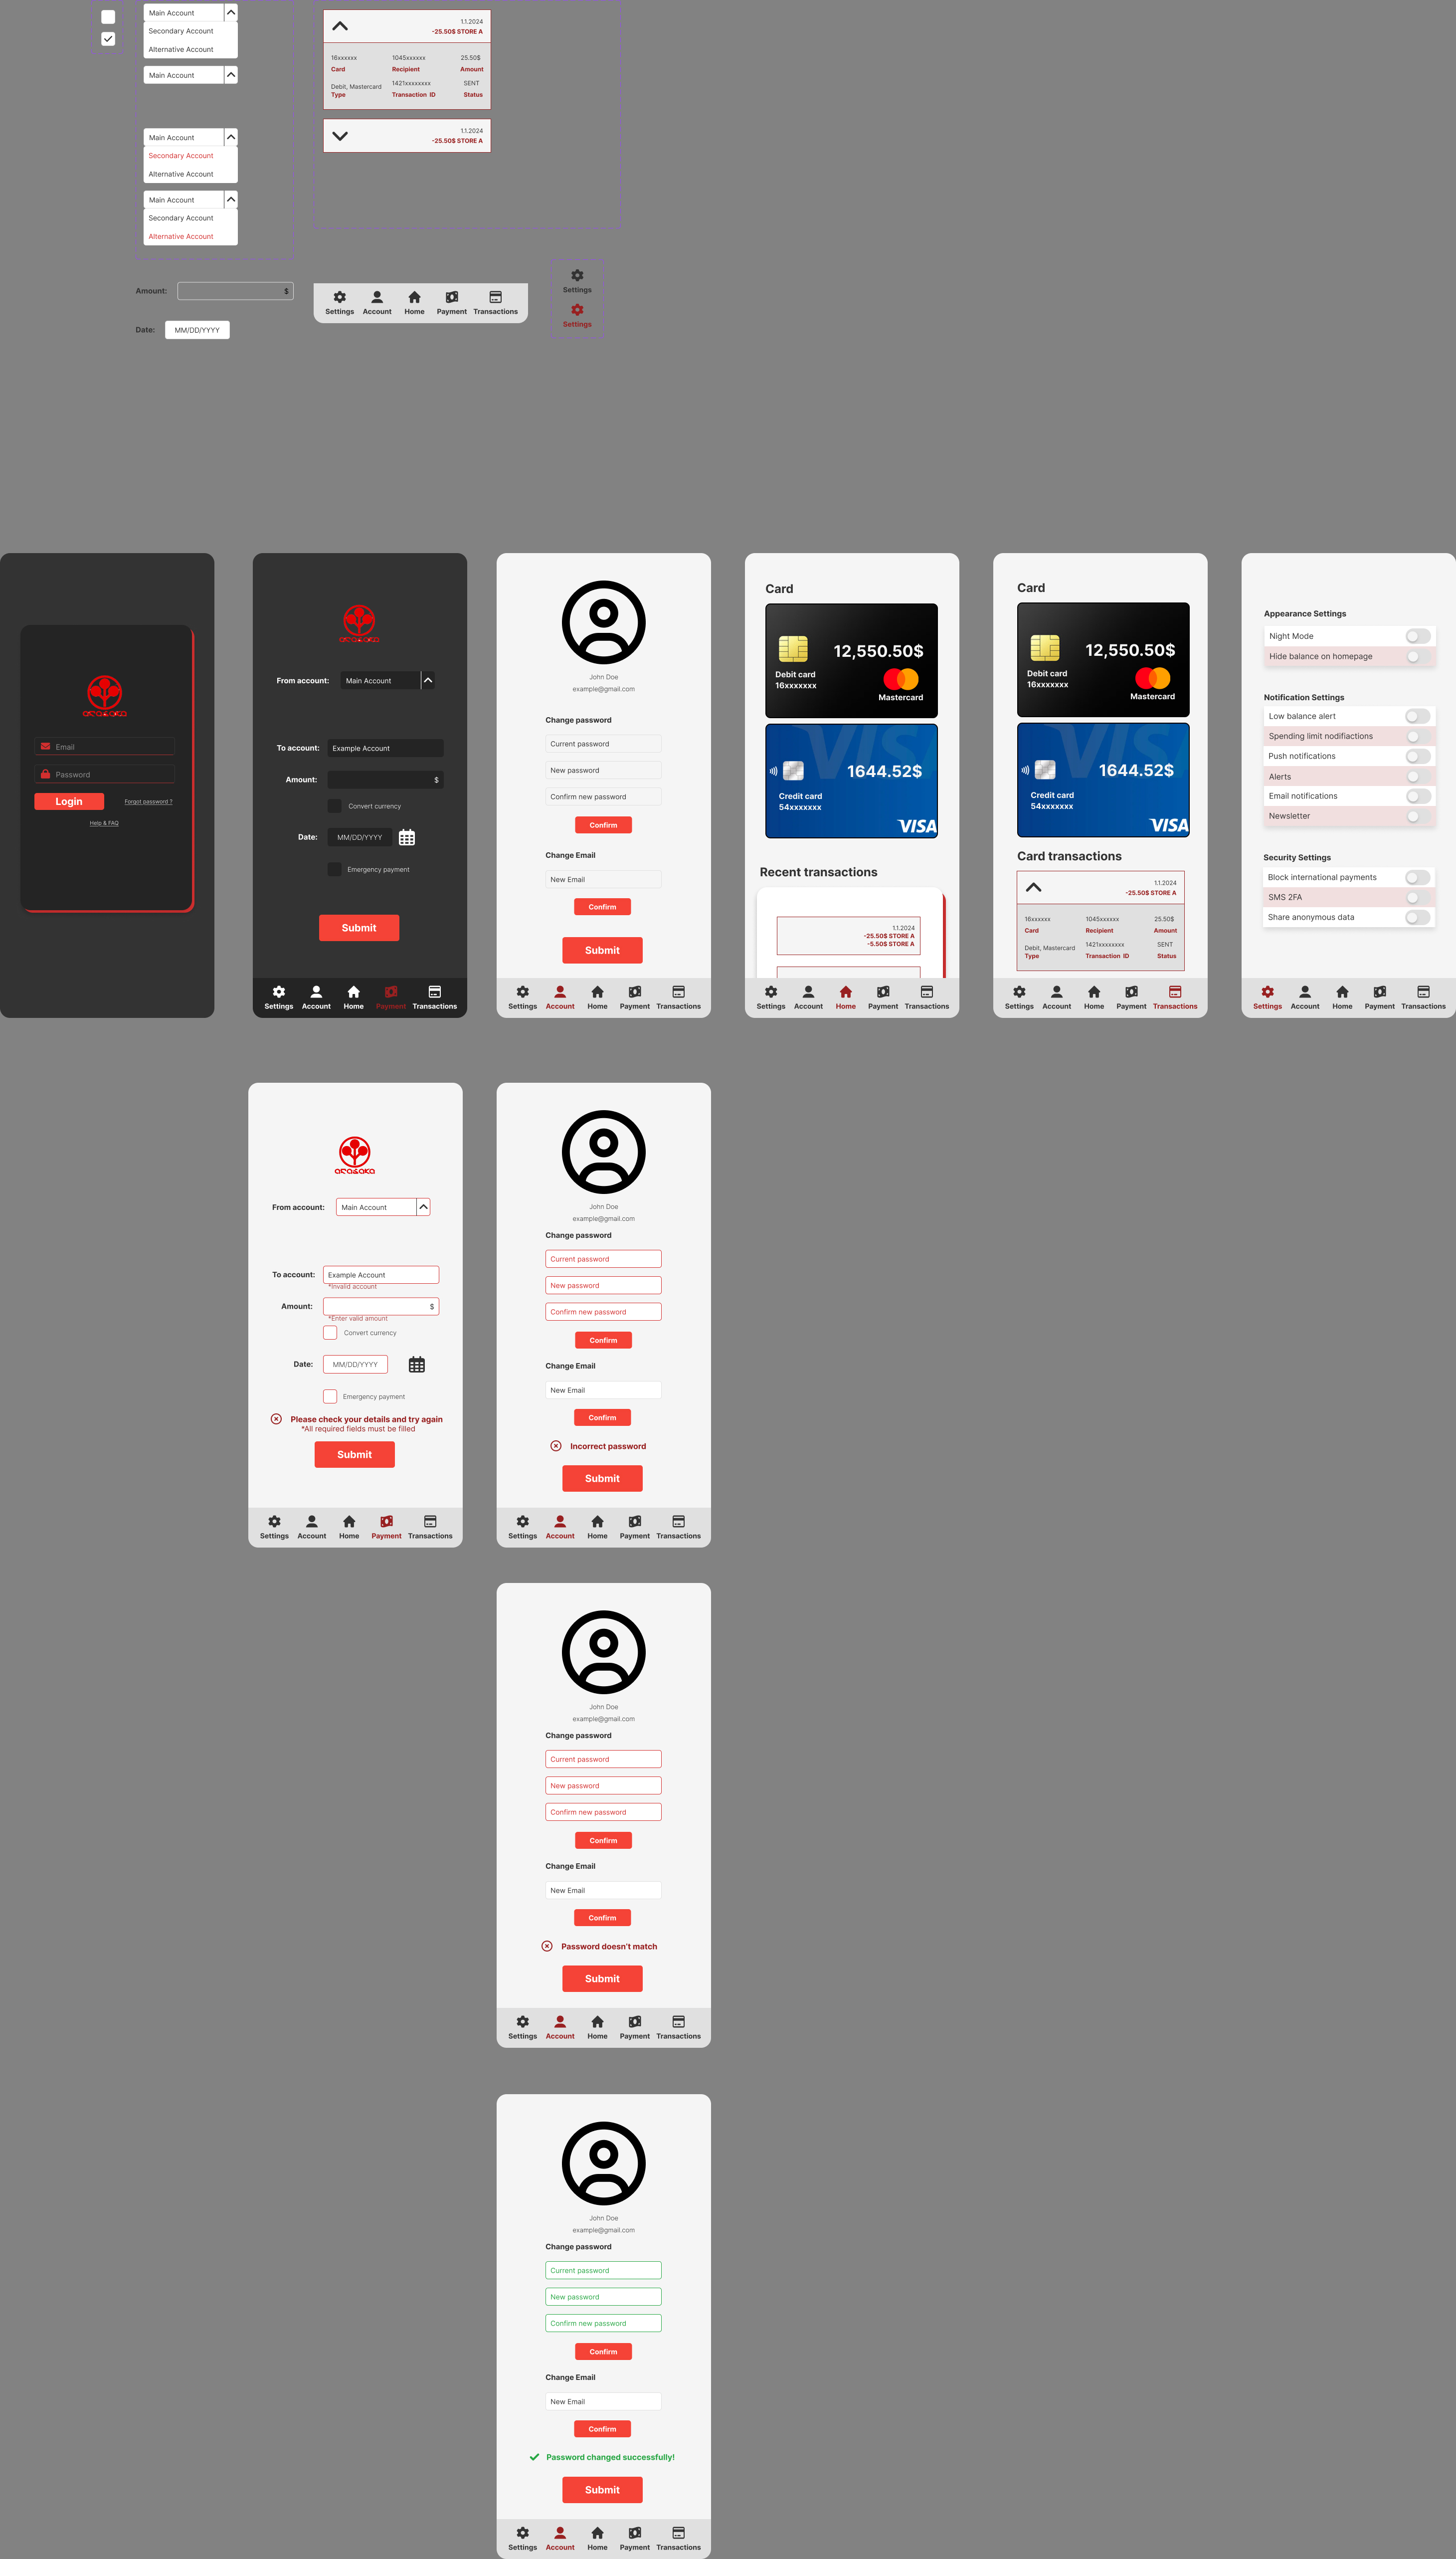 Main Account
Secondary Account
Alternative Account
Main Account
Main Account
Secondary Account
Alternative Account
Main Account
Secondary Account
Alternative Account
Amount: $
Date: MM/DD/YYYY
1.1.2024
-25.50$ STORE A
16xxxxxx 1045xxxxxx 25.50$
Card Recipient Amount
Debit, Mastercard 1421xxxxxxxx SENT
Type Transaction ID Status
1.1.2024
-25.50$ STORE A
Settings Account Home Payment Transactions
Settings
Settings
arasaka
Email
Password
Login Forgot password ?
Help & FAQ
arasaka
From account: Main Account
To account: Example Account
Amount: $
Convert currency
Date: MM/DD/YYYY
Emergency payment
Submit
Settings Account Home Payment Transactions
John Doe
example@gmail.com
Change password
Current password
New password
Confirm new password
Confirm
Change Email
New Email
Confirm
Submit
Settings Account Home Payment Transactions
Card
12,550.50$
Debit card
16xxxxxxx
Mastercard
VISA
1644.52$
Credit card
54xxxxxxx
VISA
Recent transactions
1.1.2024
-25.50$ STORE A
-5.50$ STORE A
Settings Account Home Payment Transactions
Card
12,550.50$
Debit card
16xxxxxxx
Mastercard
VISA
1644.52$
Credit card
54xxxxxxx
VISA
Card transactions
1.1.2024
-25.50$ STORE A
16xxxxxx 1045xxxxxx 25.50$
Card Recipient Amount
Debit, Mastercard 1421xxxxxxxx SENT
Type Transaction ID Status
Settings Account Home Payment Transactions
Appearance Settings
Night Mode
Hide balance on homepage
Notification Settings
Low balance alert
Spending limit nodifiactions
Push notifications
Alerts
Email notifications
Newsletter
Security Settings
Block international payments
SMS 2FA
Share anonymous data
Settings Account Home Payment Transactions
arasaka
From account: Main Account
To account: Example Account
*Invalid account
Amount: $
*Enter valid amount
Convert currency
Date: MM/DD/YYYY
Emergency payment
Please check your details and try again
*All required fields must be filled
Submit
Settings Account Home Payment Transactions
John Doe
example@gmail.com
Change password
Current password
New password
Confirm new password
Confirm
Change Email
New Email
Confirm
Incorrect password
Submit
Settings Account Home Payment Transactions
John Doe
example@gmail.com
Change password
Current password
New password
Confirm new password
Confirm
Change Email
New Email
Confirm
Password doesn't match
Submit
Settings Account Home Payment Transactions
John Doe
example@gmail.com
Change password
Current password
New password
Confirm new password
Confirm
Change Email
New Email
Confirm
Password changed successfully!
Submit
Settings Account Home Payment Transactions